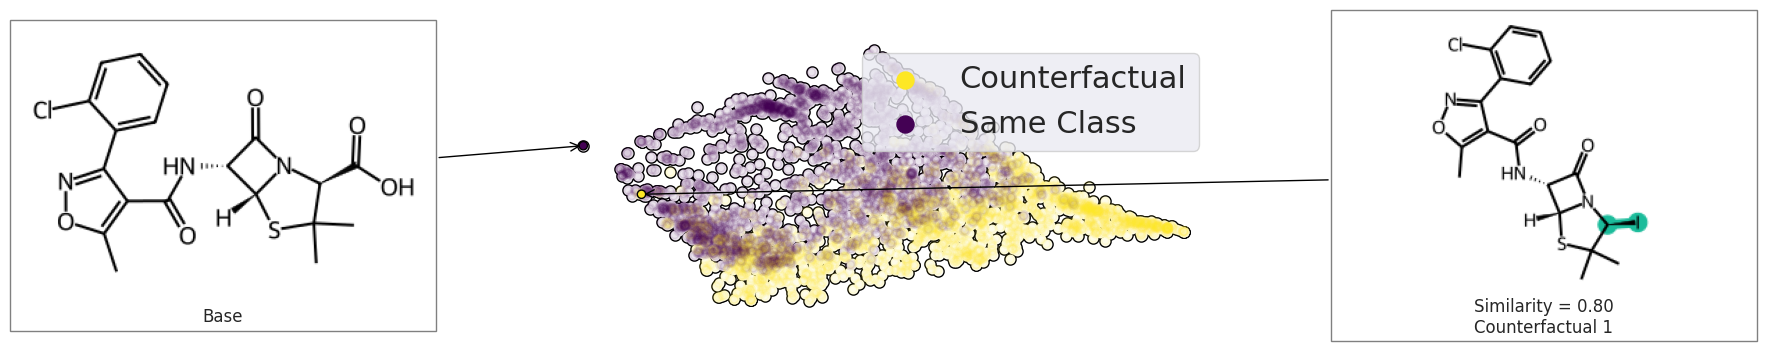 Cl
O
O
HN
N
OH
N
H
O
O
S
Base
Counterfactual
Same Class
Cl
N
O
O
O
HN
N
I
H
S
Similarity = 0.80
Counterfactual 1